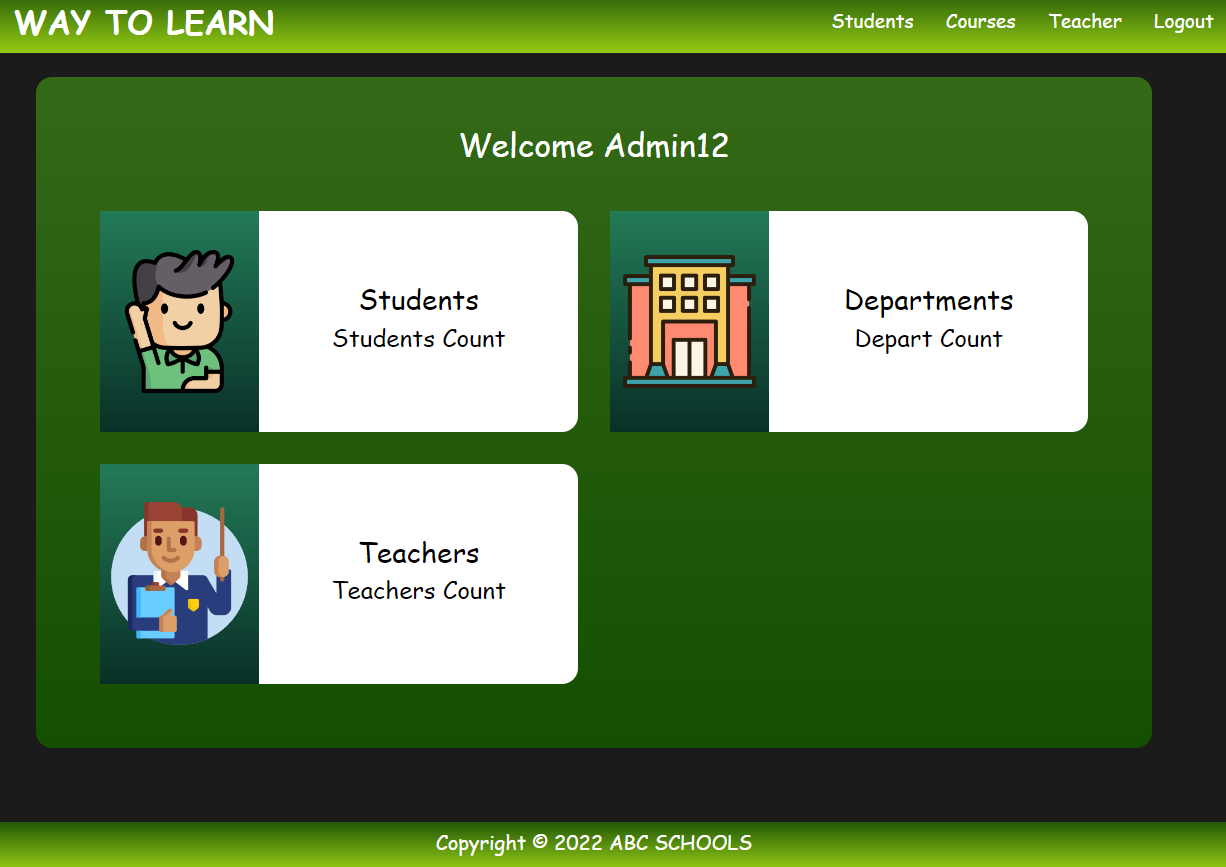 WAY TO LEARN
Students Courses Teacher Logout
Welcome Admin12
Students
Students Count
Departments
Depart Count
Teachers
Teachers Count
Copyright © 2022 ABC SCHOOLS